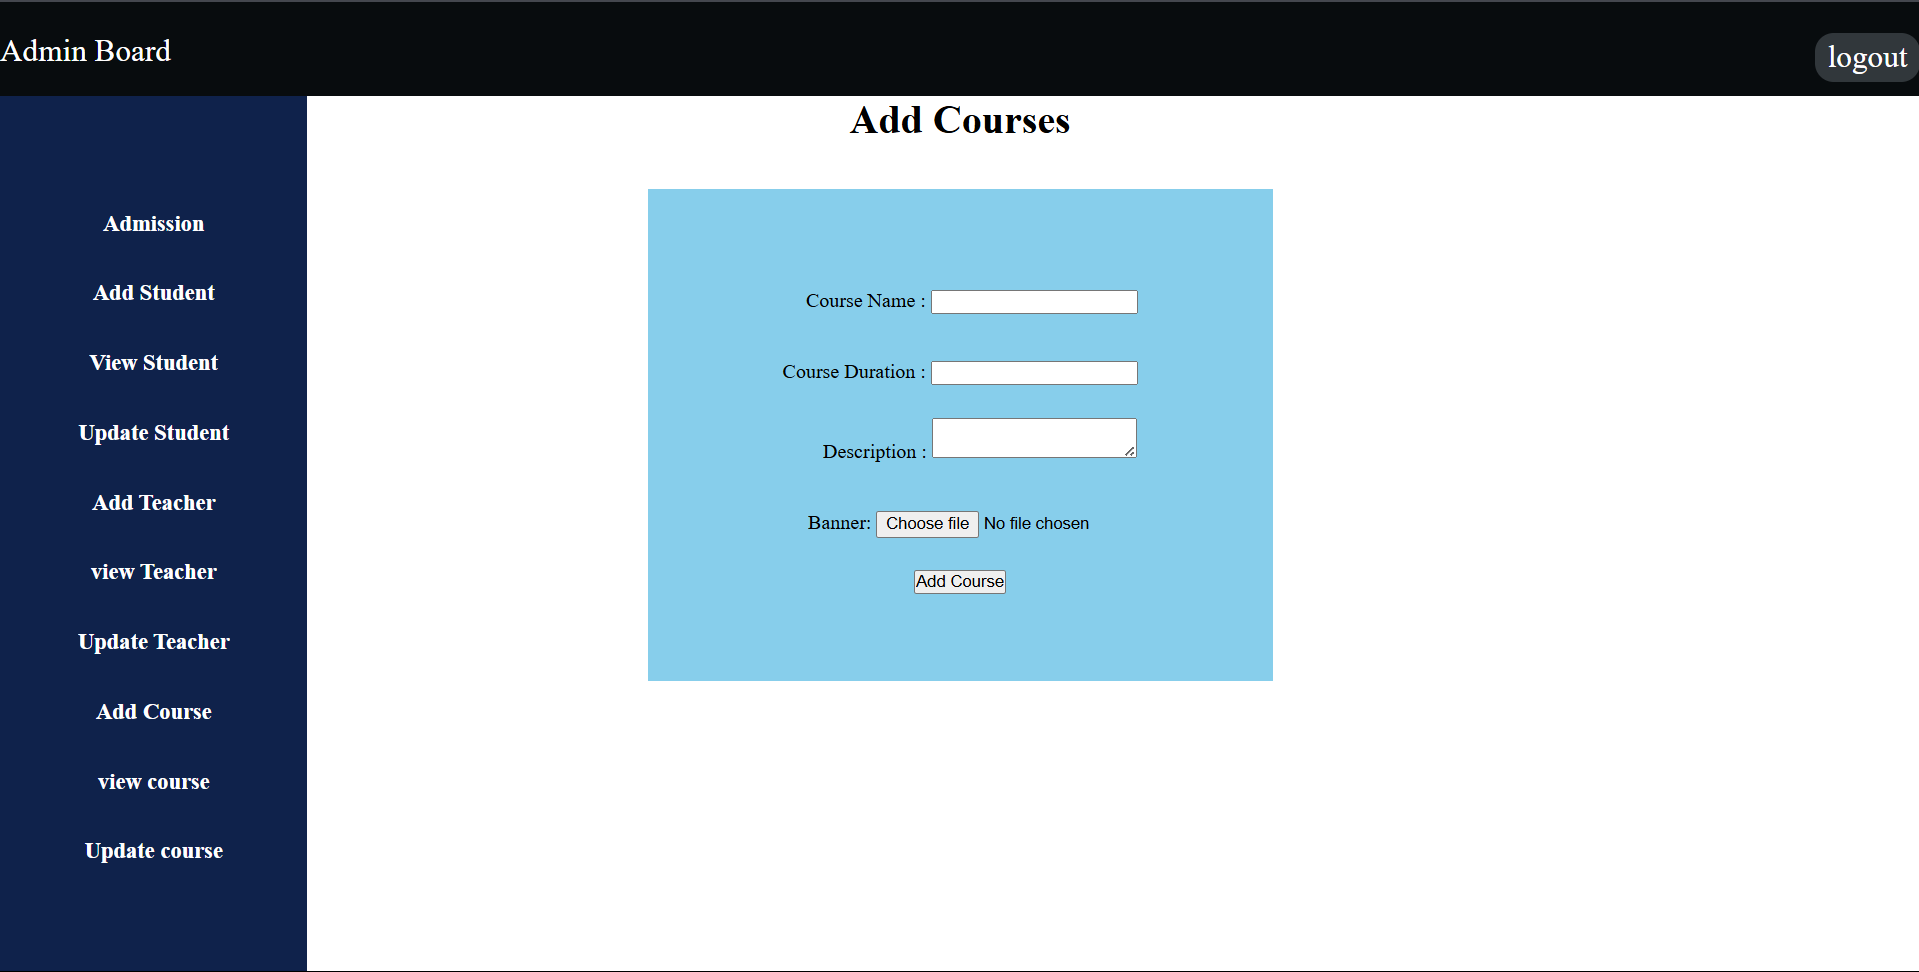 Admin Board
logout
Admission
Add Student
View Student
Update Student
Add Teacher
view Teacher
Update Teacher
Add Course
view course
Update course
Add Courses
Course Name :
Course Duration :
Description :
Banner: Choose file No file chosen
Add Course